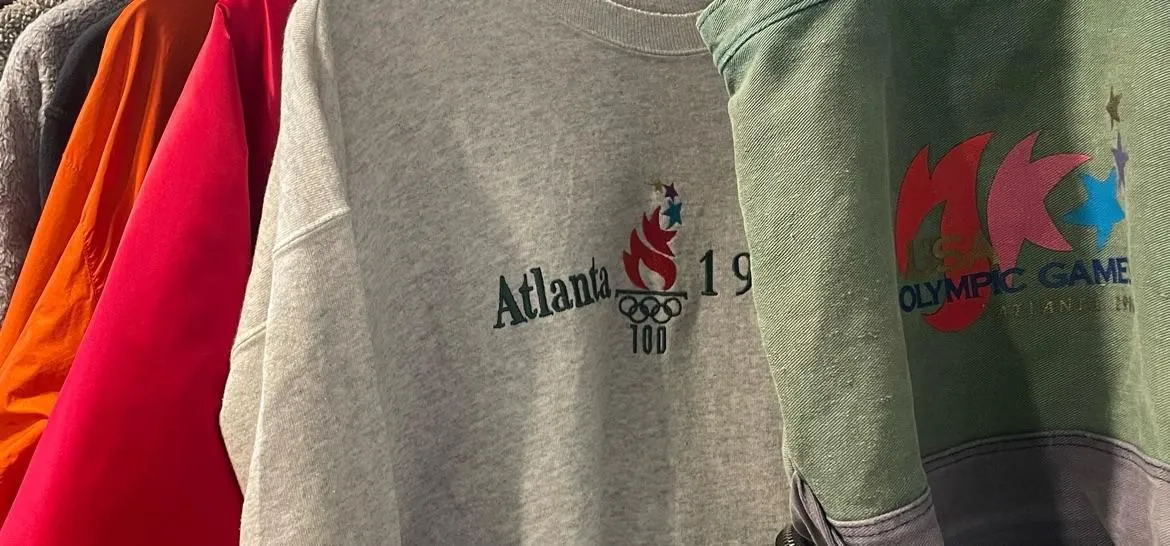 Atlanta 19
100
USA
OLYMPIC GAME